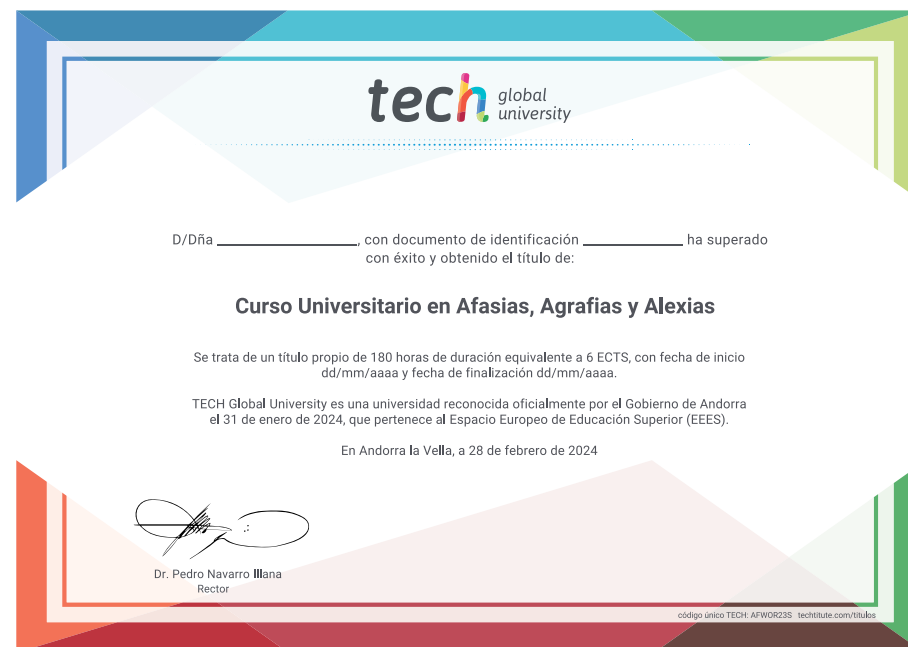 tech global university
D/Dña ____________________, con documento de identificación ______________ ha superado
con éxito y obtenido el título de:
Curso Universitario en Afasias, Agrafias y Alexias
Se trata de un título propio de 180 horas de duración equivalente a 6 ECTS, con fecha de inicio
dd/mm/aaaa y fecha de finalización dd/mm/aaaa.
TECH Global University es una universidad reconocida oficialmente por el Gobierno de Andorra
el 31 de enero de 2024, que pertenece al Espacio Europeo de Educación Superior (EEES).
En Andorra la Vella, a 28 de febrero de 2024
Dr. Pedro Navarro Illana
Rector
código único TECH: AFWOR23S techtitute.com/titulos